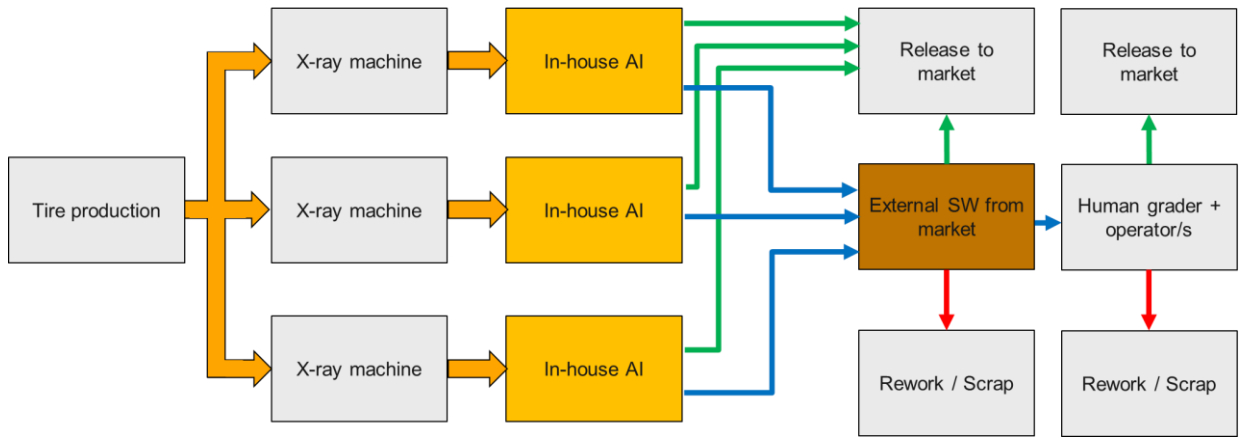 X-ray machine
In-house AI
Release to
market
Release to
market
Tire production
X-ray machine
In-house AI
External SW from
market
Human grader +
operator/s
X-ray machine
In-house AI
Rework / Scrap
Rework / Scrap